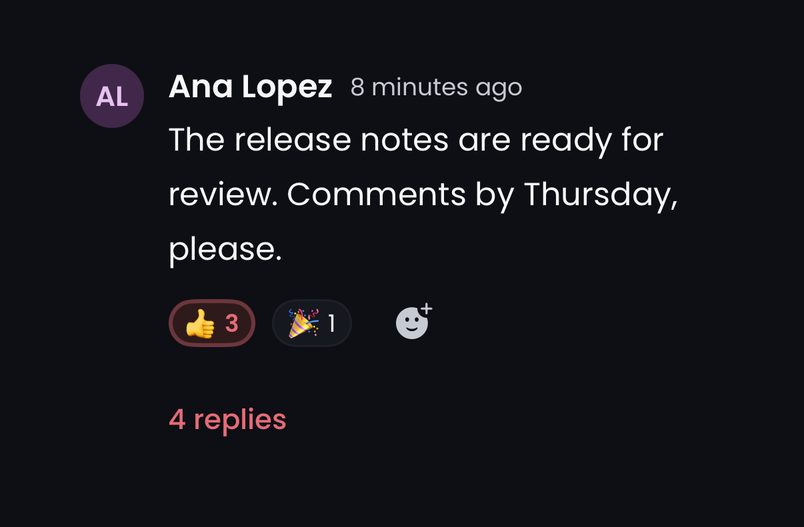 AL
Ana Lopez 8 minutes ago
The release notes are ready for
review. Comments by Thursday,
please.
👍 3 🎉 1
4 replies